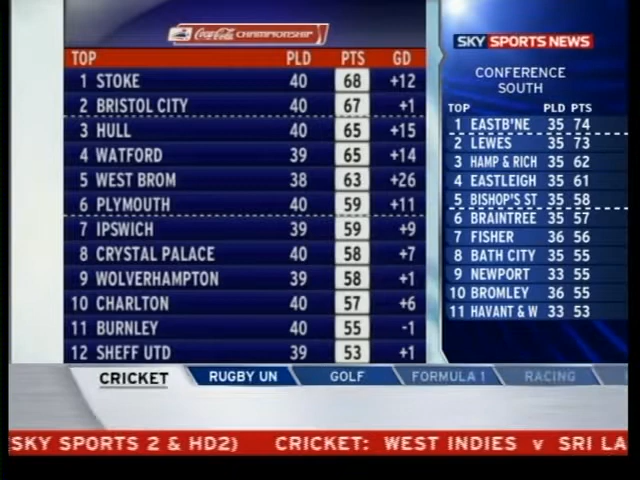 Coca-Cola CHAMPIONSHIP
TOP PLD PTS GD
1 STOKE 40 68 +12
2 BRISTOL CITY 40 67 +1
3 HULL 40 65 +15
4 WATFORD 39 65 +14
5 WEST BROM 38 63 +26
6 PLYMOUTH 40 59 +11
7 IPSWICH 39 59 +9
8 CRYSTAL PALACE 40 58 +7
9 WOLVERHAMPTON 39 58 +1
10 CHARLTON 40 57 +6
11 BURNLEY 40 55 -1
12 SHEFF UTD 39 53 +1
SKY SPORTS NEWS
CONFERENCE
SOUTH
TOP PLD PTS
1 EASTB'NE 35 74
2 LEWES 35 73
3 HAMP & RICH 35 62
4 EASTLEIGH 35 61
5 BISHOP'S ST 35 58
6 BRAINTREE 35 57
7 FISHER 36 56
8 BATH CITY 35 55
9 NEWPORT 33 55
10 BROMLEY 36 55
11 HAVANT & W 33 53
CRICKET RUGBY UN GOLF FORMULA 1 RACING
SKY SPORTS 2 & HD2) CRICKET: WEST INDIES v SRI LA